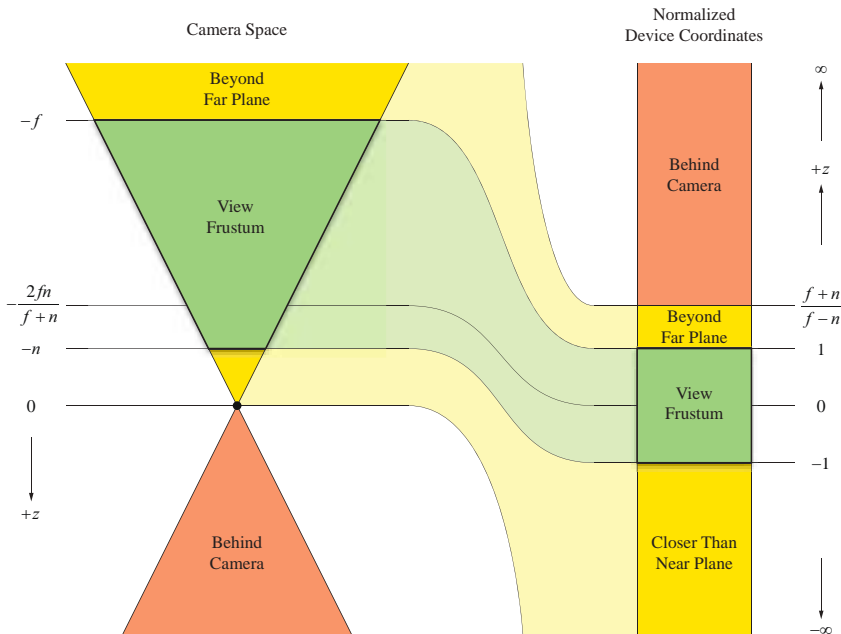 Camera Space
Normalized
Device Coordinates
Beyond
Far Plane
∞
−f
Behind
Camera
+z
View
Frustum
−2fn/(f+n)
(f+n)/(f−n)
Beyond
Far Plane
−n
1
0
View
Frustum
0
−1
+z
Behind
Camera
Closer Than
Near Plane
−∞